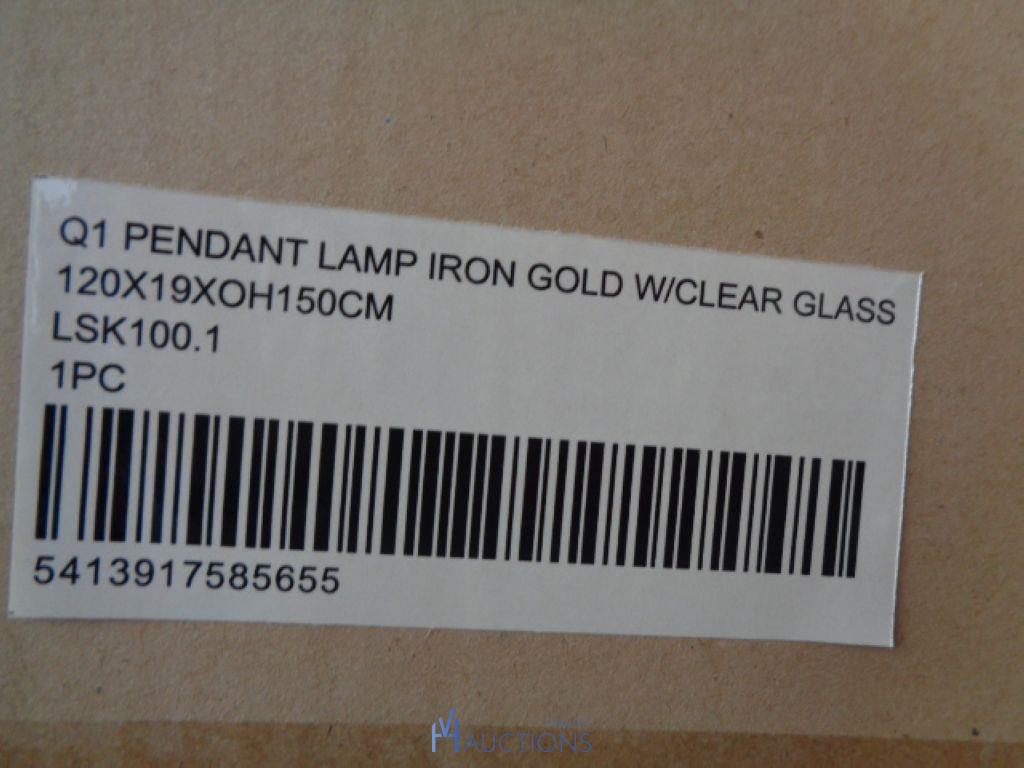 Q1 PENDANT LAMP IRON GOLD W/CLEAR GLASS
120X19XOH150CM
LSK100.1
1PC
5413917585655
AUCTIONS